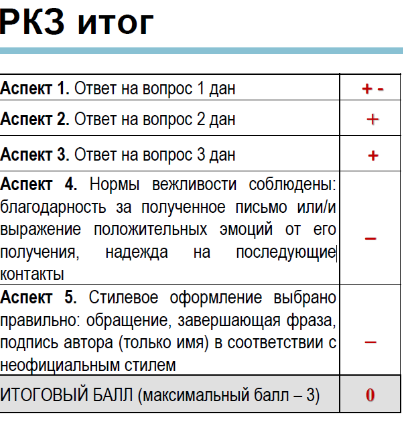 РКЗ итог
Аспект 1. Ответ на вопрос 1 дан + -
Аспект 2. Ответ на вопрос 2 дан +
Аспект 3. Ответ на вопрос 3 дан +
Аспект 4. Нормы вежливости соблюдены:
благодарность за полученное письмо или/и
выражение положительных эмоций от его
получения, надежда на последующие
контакты –
Аспект 5. Стилевое оформление выбрано
правильно: обращение, завершающая фраза,
подпись автора (только имя) в соответствии с
неофициальным стилем –
ИТОГОВЫЙ БАЛЛ (максимальный балл – 3) 0